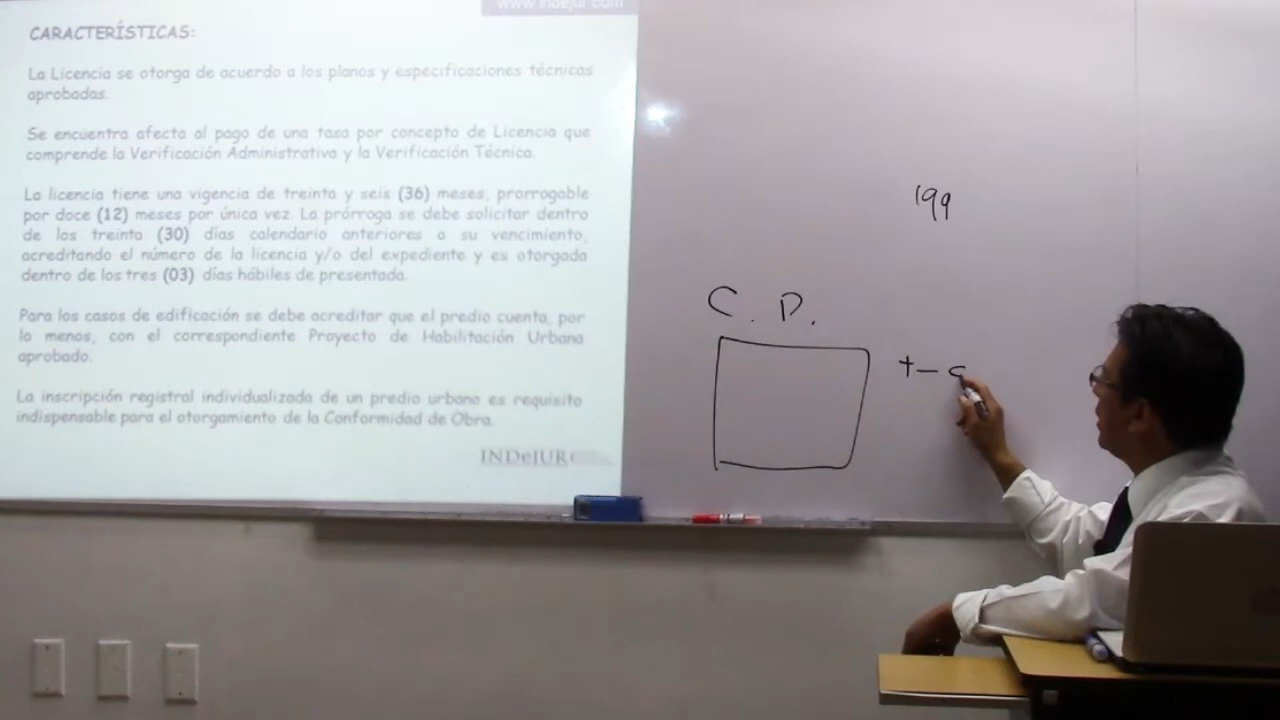 www.indejur.com
CARACTERÍSTICAS:
La Licencia se otorga de acuerdo a los planos y especificaciones técnicas
aprobadas.
Se encuentra afecta al pago de una tasa por concepto de Licencia que
comprende la Verificación Administrativa y la Verificación Técnica.
La licencia tiene una vigencia de treinta y seis (36) meses, prorrogable
por doce (12) meses por única vez. La prórroga se debe solicitar dentro
de los treinta (30) días calendario anteriores a su vencimiento,
acreditando el número de la licencia y/o del expediente y es otorgada
dentro de los tres (03) días hábiles de presentada.
Para los casos de edificación se debe acreditar que el predio cuenta, por
lo menos, con el correspondiente Proyecto de Habilitación Urbana
aprobado.
La inscripción registral individualizada de un predio urbano es requisito
indispensable para el otorgamiento de la Conformidad de Obra.
INDeJUR
199
C. D.
+-